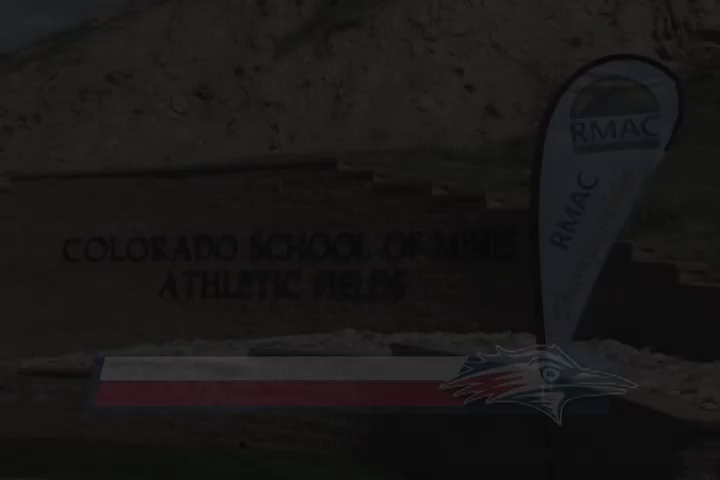 COLORADO SCHOOL OF MINES
ATHLETIC FIELDS
RMAC
RMAC